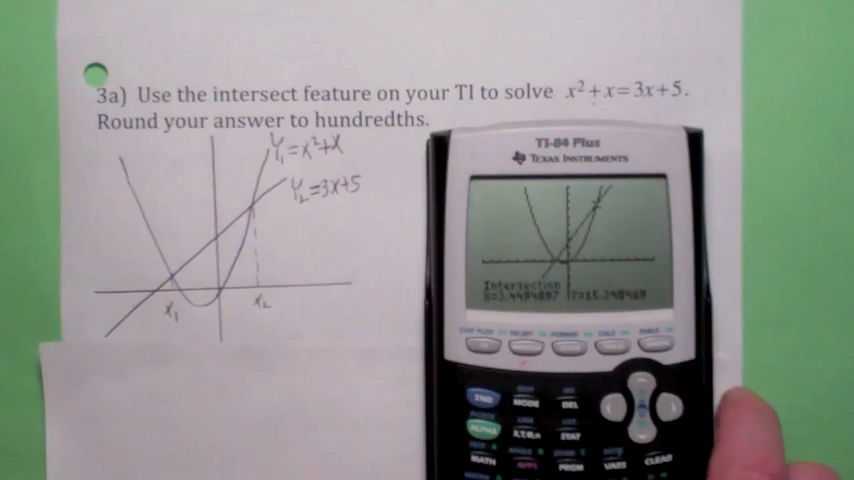 3a) Use the intersect feature on your TI to solve x²+x=3x+5.
Round your answer to hundredths.
Y₁=x²+x
Y₂=3x+5
x₁
x₂
TI-84 Plus
TEXAS INSTRUMENTS
Intersection
X=3.4494897 Y=15.348469
2ND
MODE
DEL
ALPHA
X,T,θ,n
STAT
MATH
APPS
PRGM
VARS
CLEAR